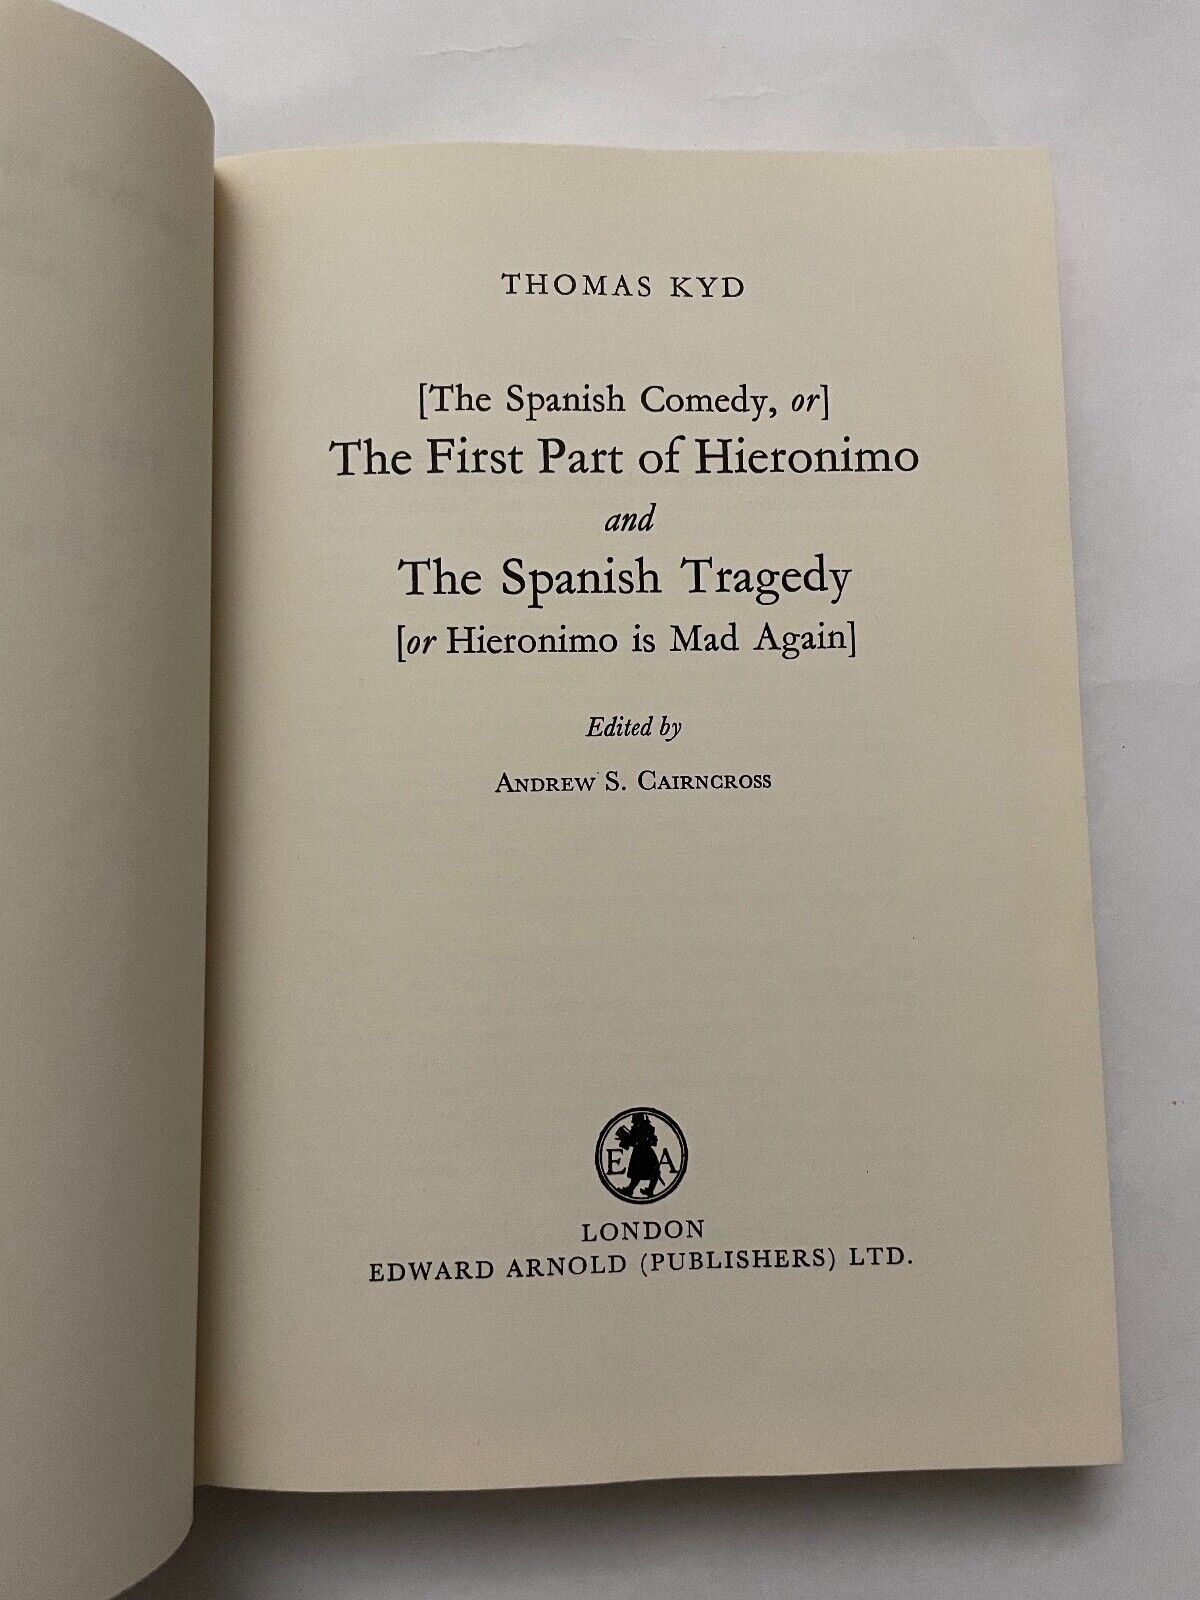 THOMAS KYD
[The Spanish Comedy, or]
The First Part of Hieronimo
and
The Spanish Tragedy
[or Hieronimo is Mad Again]
Edited by
ANDREW S. CAIRNCROSS
E A
LONDON
EDWARD ARNOLD (PUBLISHERS) LTD.